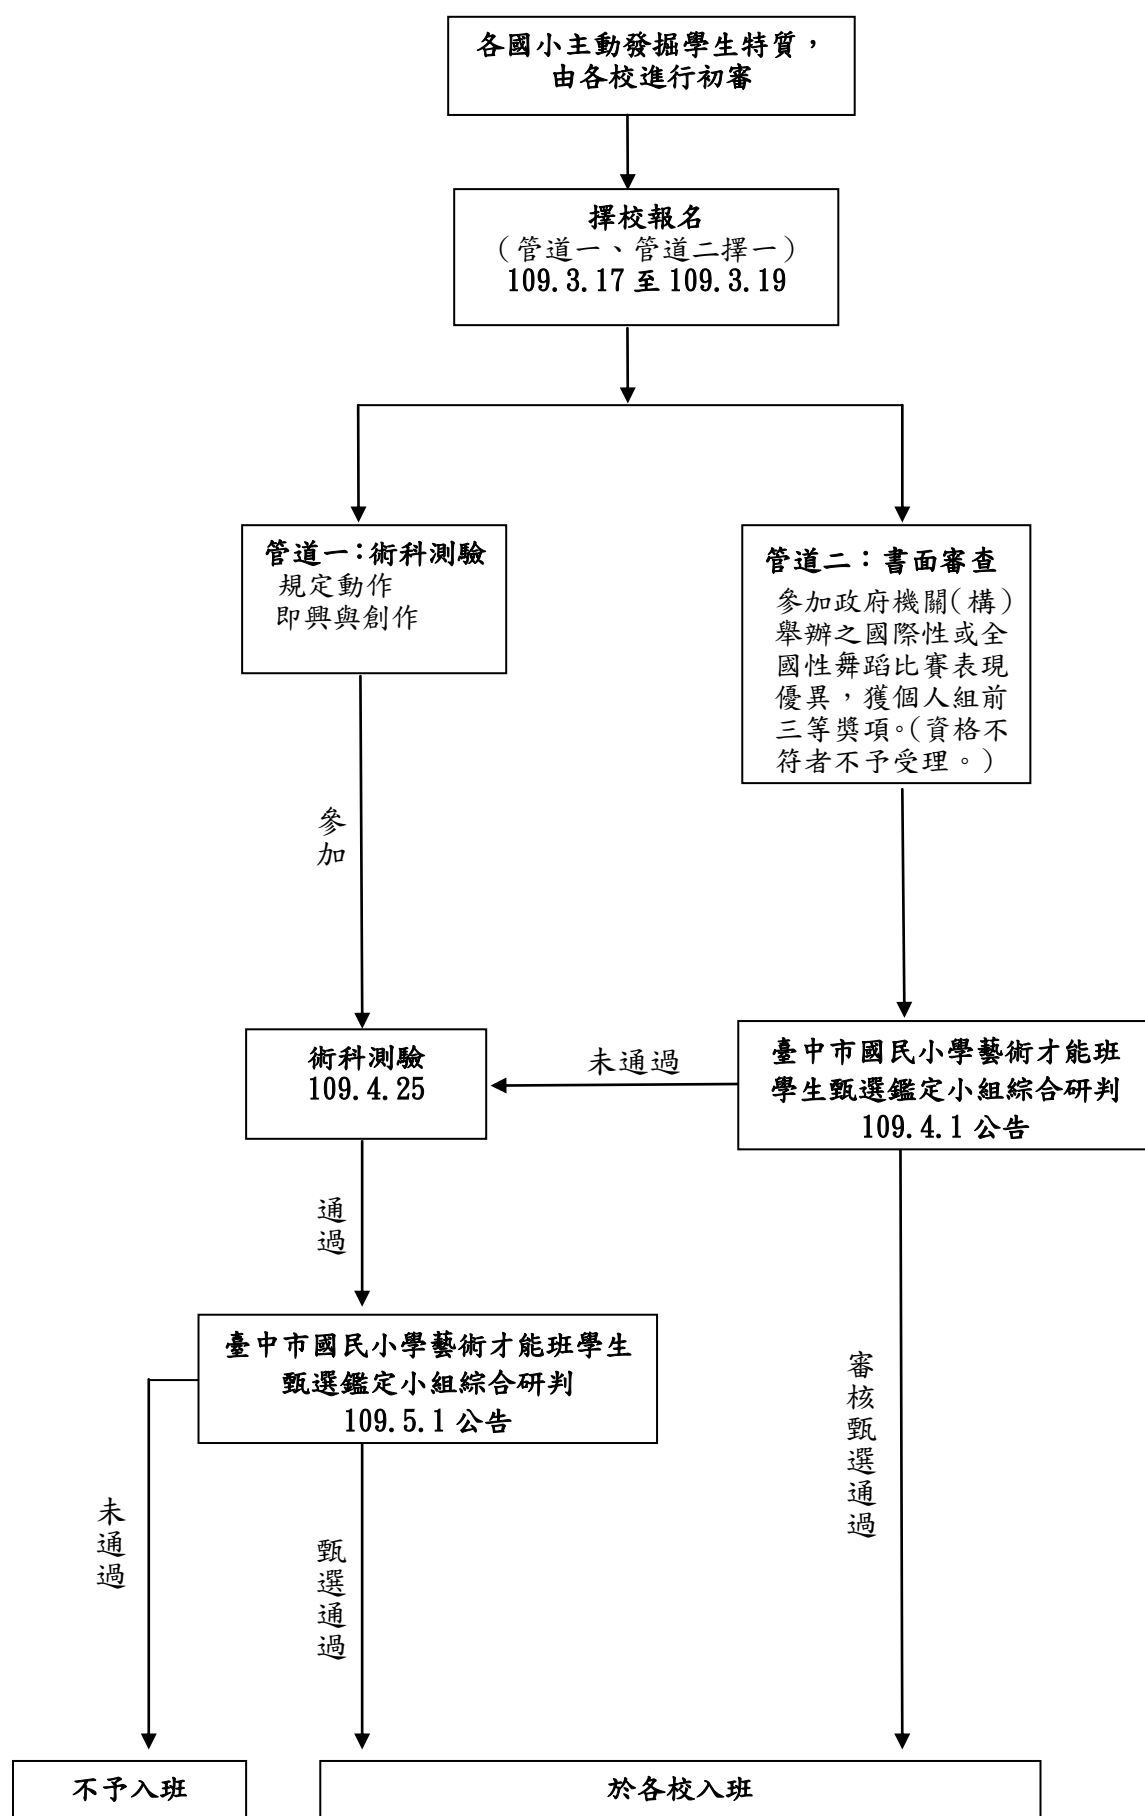 各國小主動發掘學生特質，
由各校進行初審
擇校報名
（管道一、管道二擇一）
109.3.17 至 109.3.19
管道一：術科測驗
規定動作
即興與創作
管道二：書面審查
參加政府機關（構）
舉辦之國際性或全
國性舞蹈比賽表現
優異，獲個人組前
三等獎項。（資格不
符者不予受理。）
參加
術科測驗
109.4.25
未通過
臺中市國民小學藝術才能班
學生甄選鑑定小組綜合研判
109.4.1 公告
通過
臺中市國民小學藝術才能班學生
甄選鑑定小組綜合研判
109.5.1 公告
審核甄選通過
未通過
甄選通過
不予入班
於各校入班